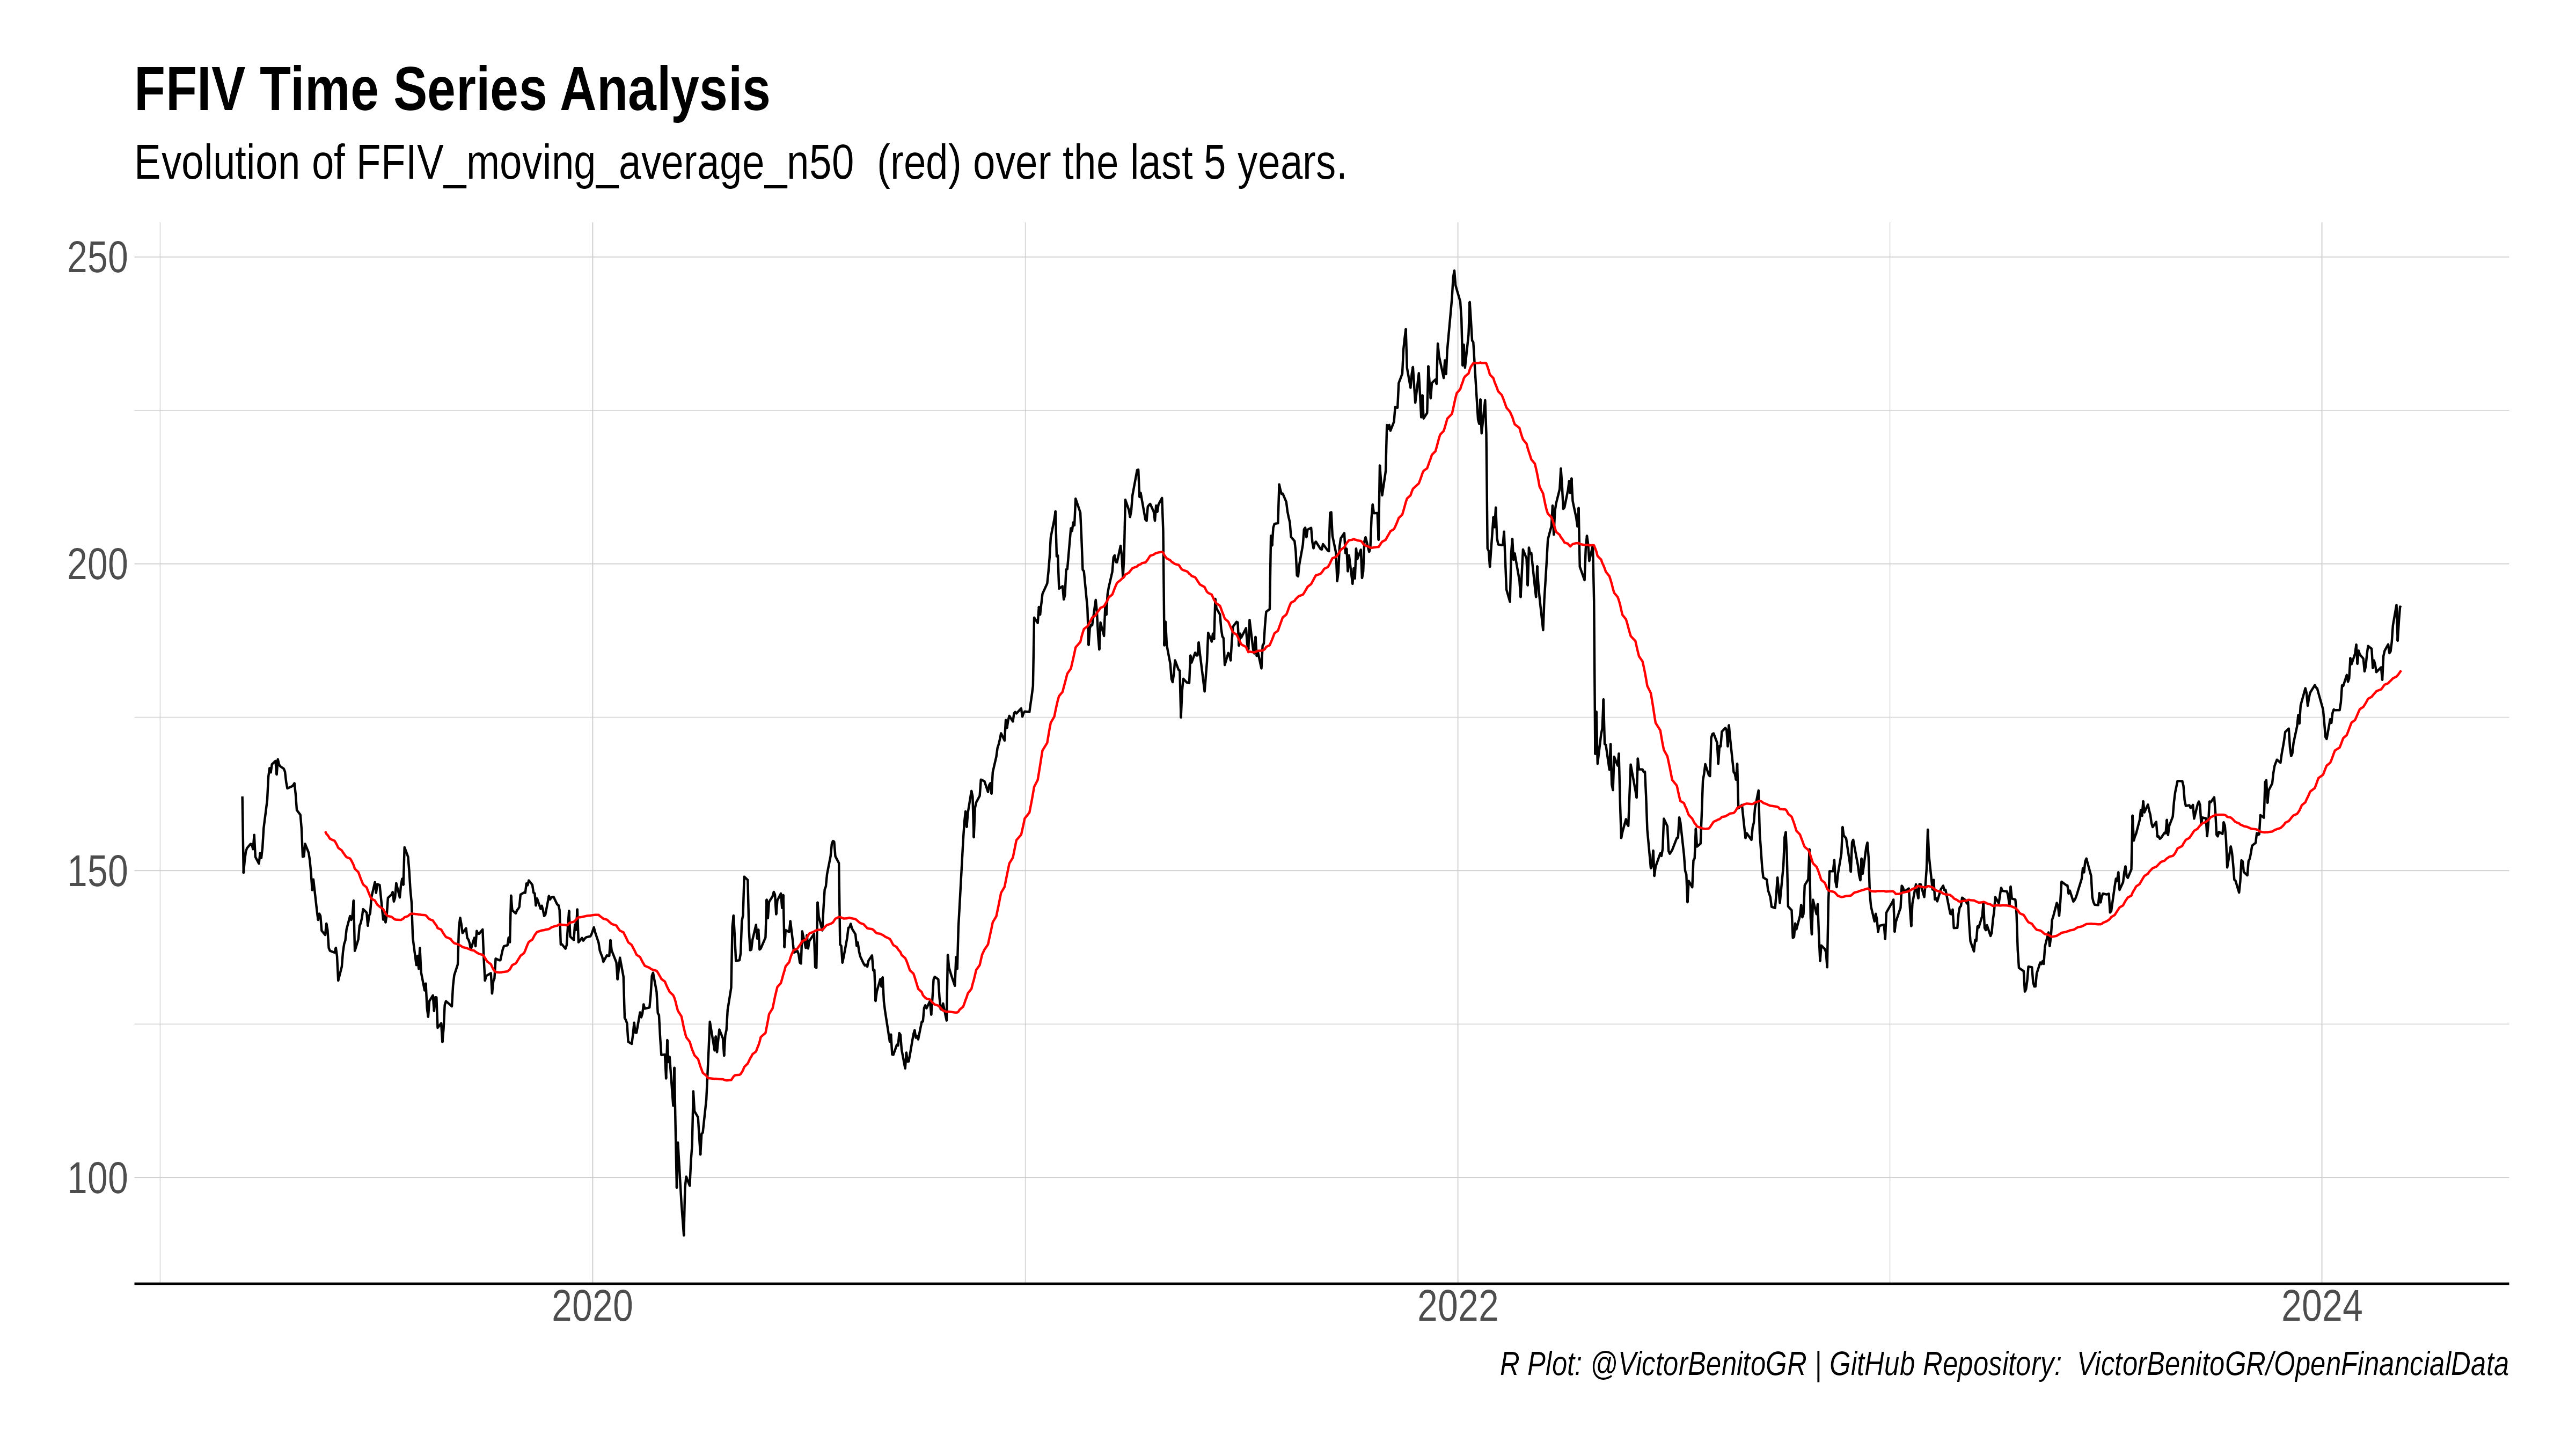 FFIV Time Series Analysis
Evolution of FFIV_moving_average_n50  (red) over the last 5 years.
250
200
150
100
2020 2022 2024
R Plot: @VictorBenitoGR | GitHub Repository:  VictorBenitoGR/OpenFinancialData